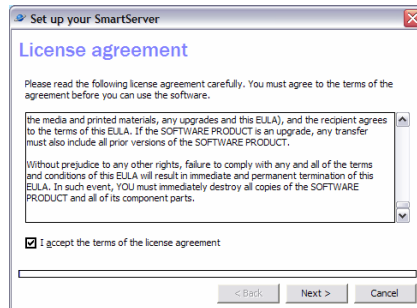 Set up your SmartServer
License agreement
Please read the following license agreement carefully. You must agree to the terms of the
agreement before you can use the software.
the media and printed materials, any upgrades and this EULA), and the recipient agrees
to the terms of this EULA. If the SOFTWARE PRODUCT is an upgrade, any transfer
must also include all prior versions of the SOFTWARE PRODUCT.
Without prejudice to any other rights, failure to comply with any and all of the terms
and conditions of this EULA will result in immediate and permanent termination of this
EULA. In such event, YOU must immediately destroy all copies of the SOFTWARE
PRODUCT and all of its component parts.
I accept the terms of the license agreement
< Back
Next >
Cancel